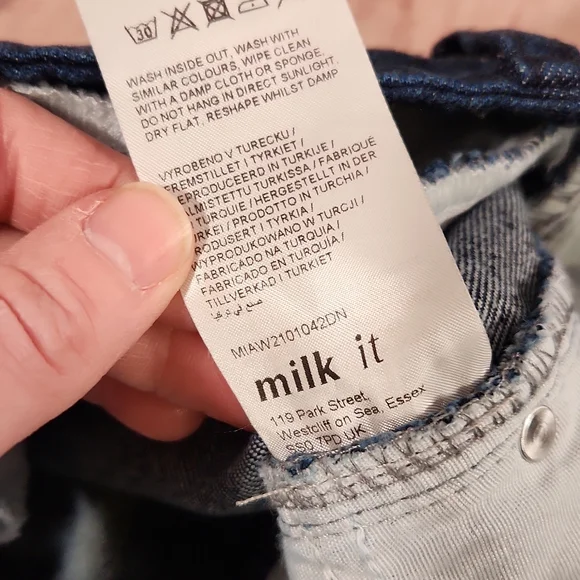 30
WASH INSIDE OUT, WASH WITH
SIMILAR COLOURS, WIPE CLEAN
WITH A DAMP CLOTH OR SPONGE,
DO NOT HANG IN DIRECT SUNLIGHT.
DRY FLAT, RESHAPE WHILST DAMP
VYROBENO V TURECKU /
FREMSTILLET I TYRKIET /
GEPRODUCEERD IN TURKIJE /
VALMISTETTU TURKISSA / FABRIQUÉ
TURQUIE / HERGESTELLT IN DER
PRODOTTO IN TURCHIA /
PRODUSERT I TYRKIA /
WYPRODUKOWANO W TURCJI /
FABRICADO NA TURQUIA /
FABRICADO EN TURQUÍA /
TILLVERKAD I TURKIET
صنع في تركيا
MIAW2101042DN
milk it
119 Park Street,
Westcliff on Sea, Essex
SS0 7PD UK